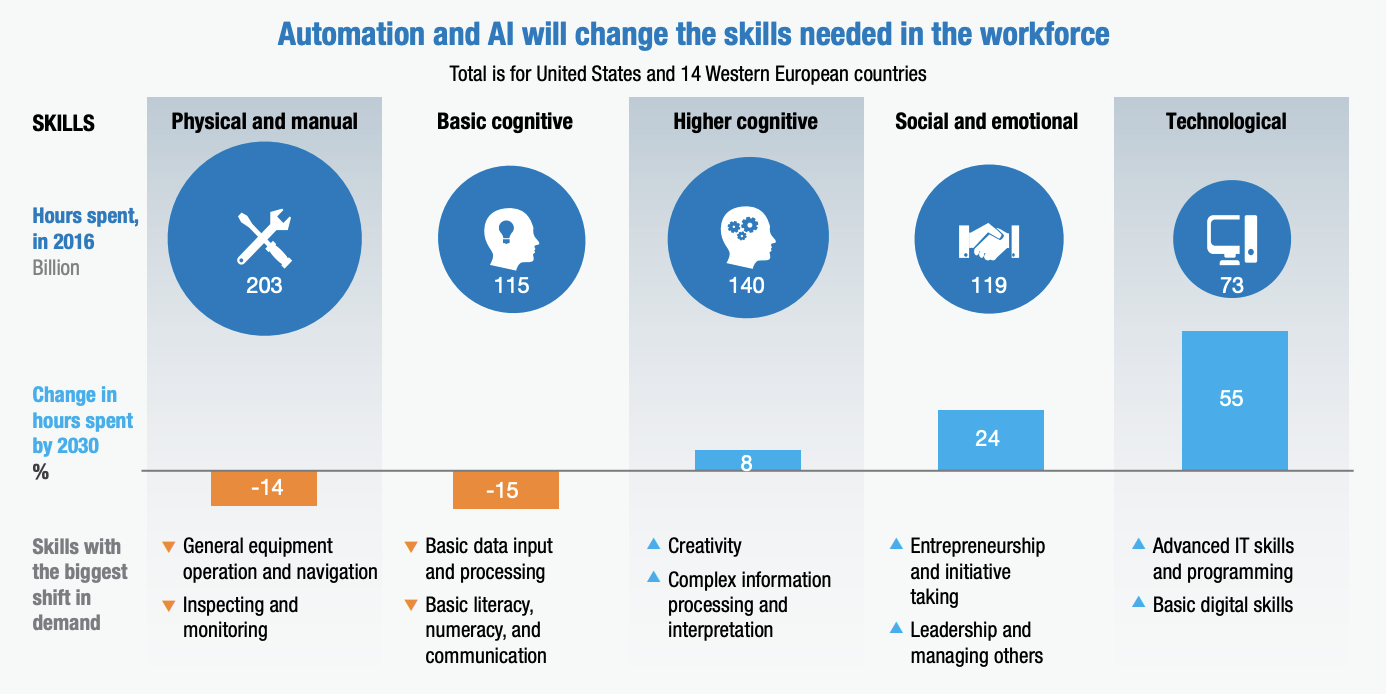 Automation and AI will change the skills needed in the workforce
Total is for United States and 14 Western European countries
SKILLS
Physical and manual
Basic cognitive
Higher cognitive
Social and emotional
Technological
Hours spent,
in 2016
Billion
203
115
140
119
73
Change in
hours spent
by 2030
%
-14
-15
8
24
55
Skills with
the biggest
shift in
demand
General equipment
operation and navigation
Inspecting and
monitoring
Basic data input
and processing
Basic literacy,
numeracy, and
communication
Creativity
Complex information
processing and
interpretation
Entrepreneurship
and initiative
taking
Leadership and
managing others
Advanced IT skills
and programming
Basic digital skills